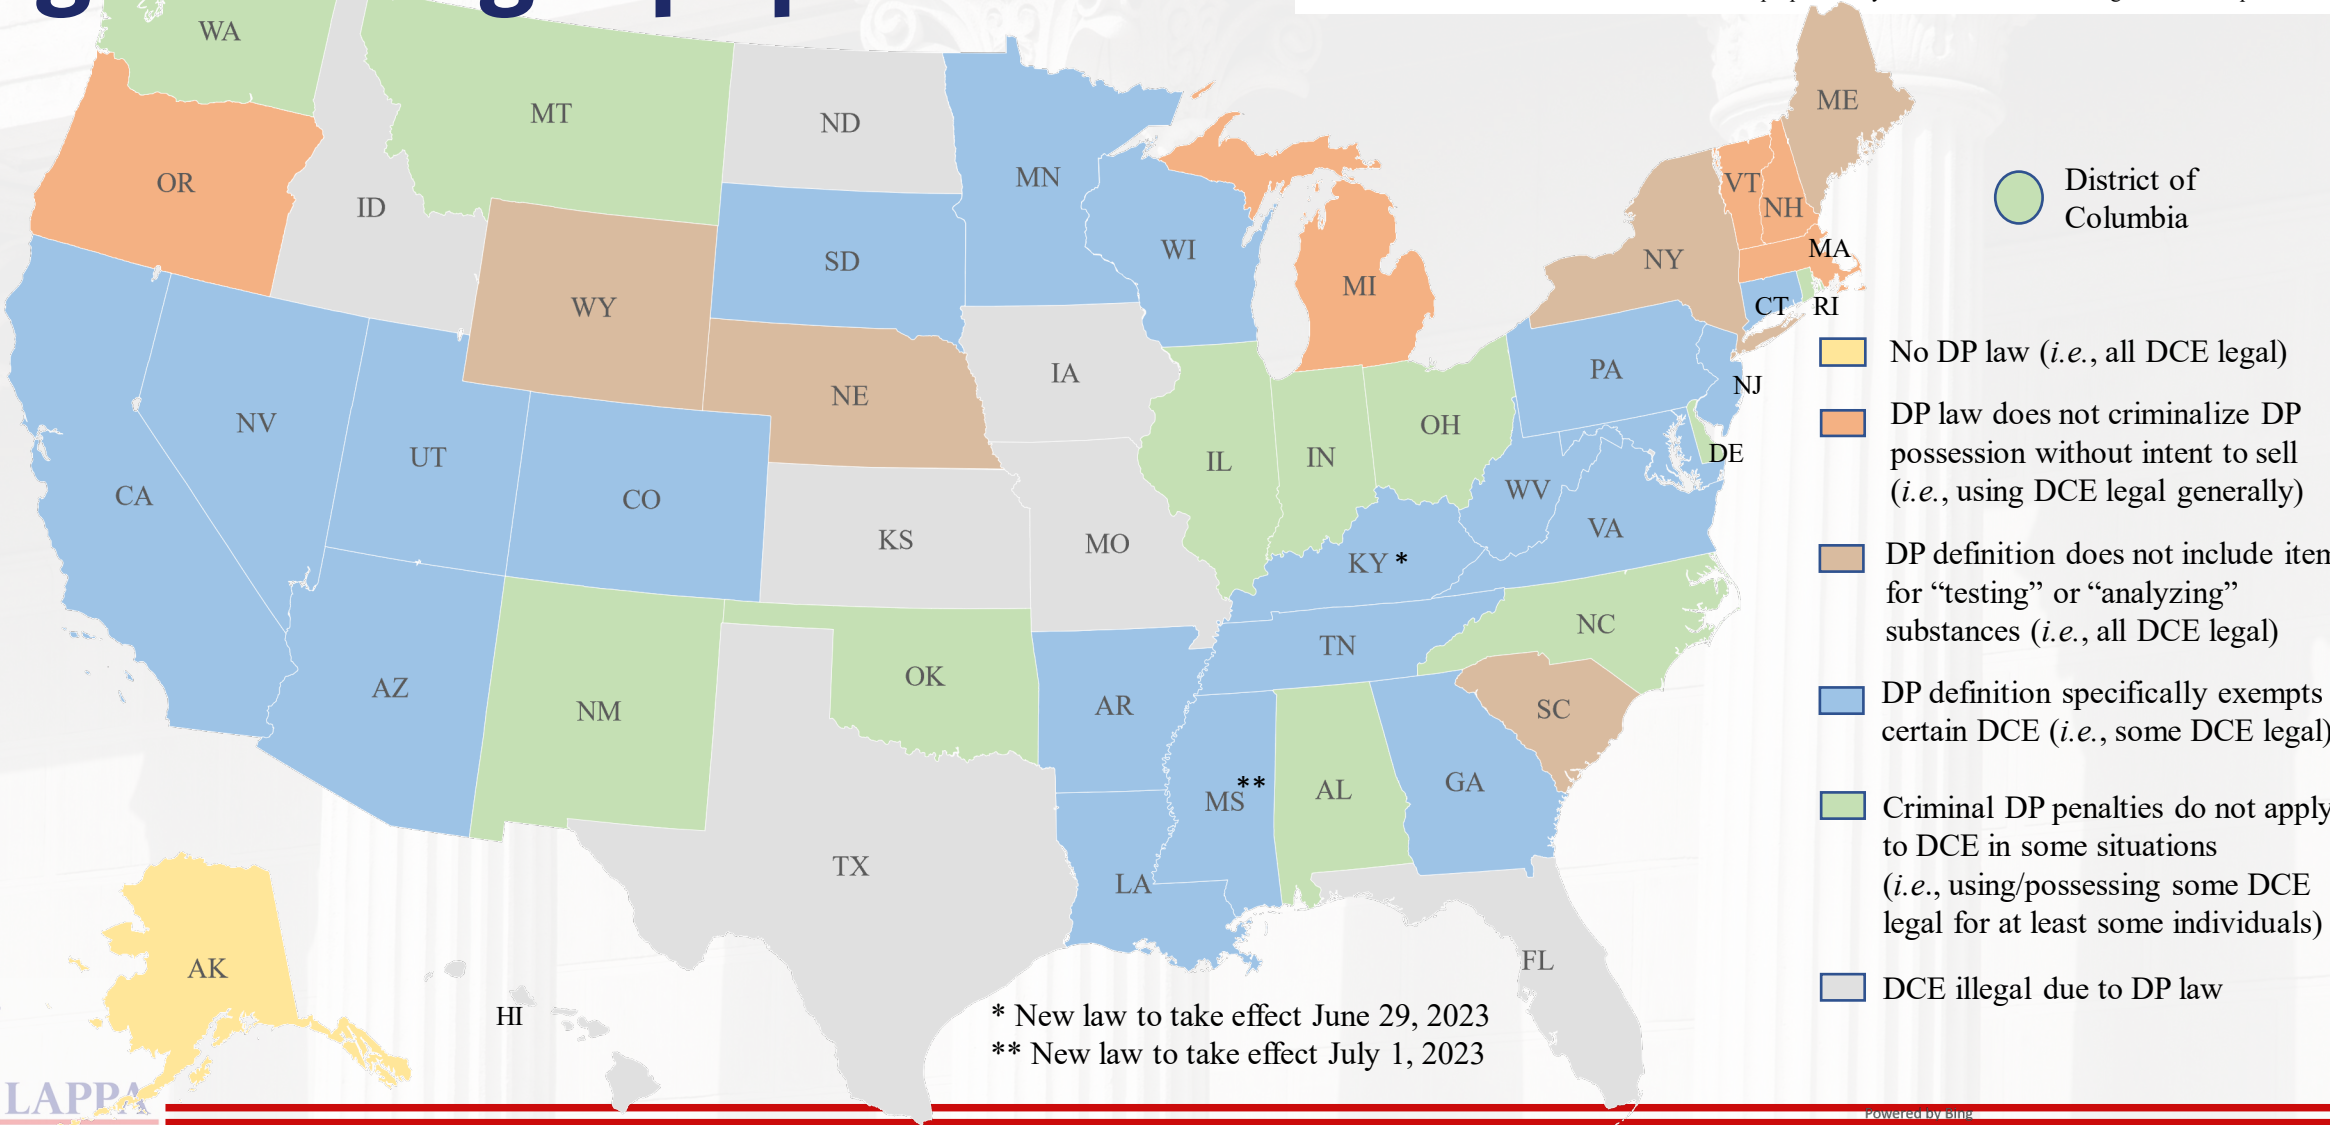 WA
MT
ND
MN
ME
OR
ID
SD
WI
MI
VT
NH
NY
MA
CT
RI
District of
Columbia
WY
NE
IA
PA
NJ
NV
UT
CO
CA
IL
IN
OH
DE
WV
VA
KS
MO
KY *
TN
NC
SC
AZ
NM
OK
AR
MS**
AL
GA
TX
LA
FL
AK
HI
No DP law (i.e., all DCE legal)
DP law does not criminalize DP
possession without intent to sell
(i.e., using DCE legal generally)
DP definition does not include
for “testing” or “analyzing”
substances (i.e., all DCE legal)
DP definition specifically exempts
certain DCE (i.e., some DCE legal)
Criminal DP penalties do not apply
to DCE in some situations
(i.e., using/possessing some DCE
legal for at least some individuals)
DCE illegal due to DP law
* New law to take effect June 29, 2023
** New law to take effect July 1, 2023
LAPPA
Powered by Bing